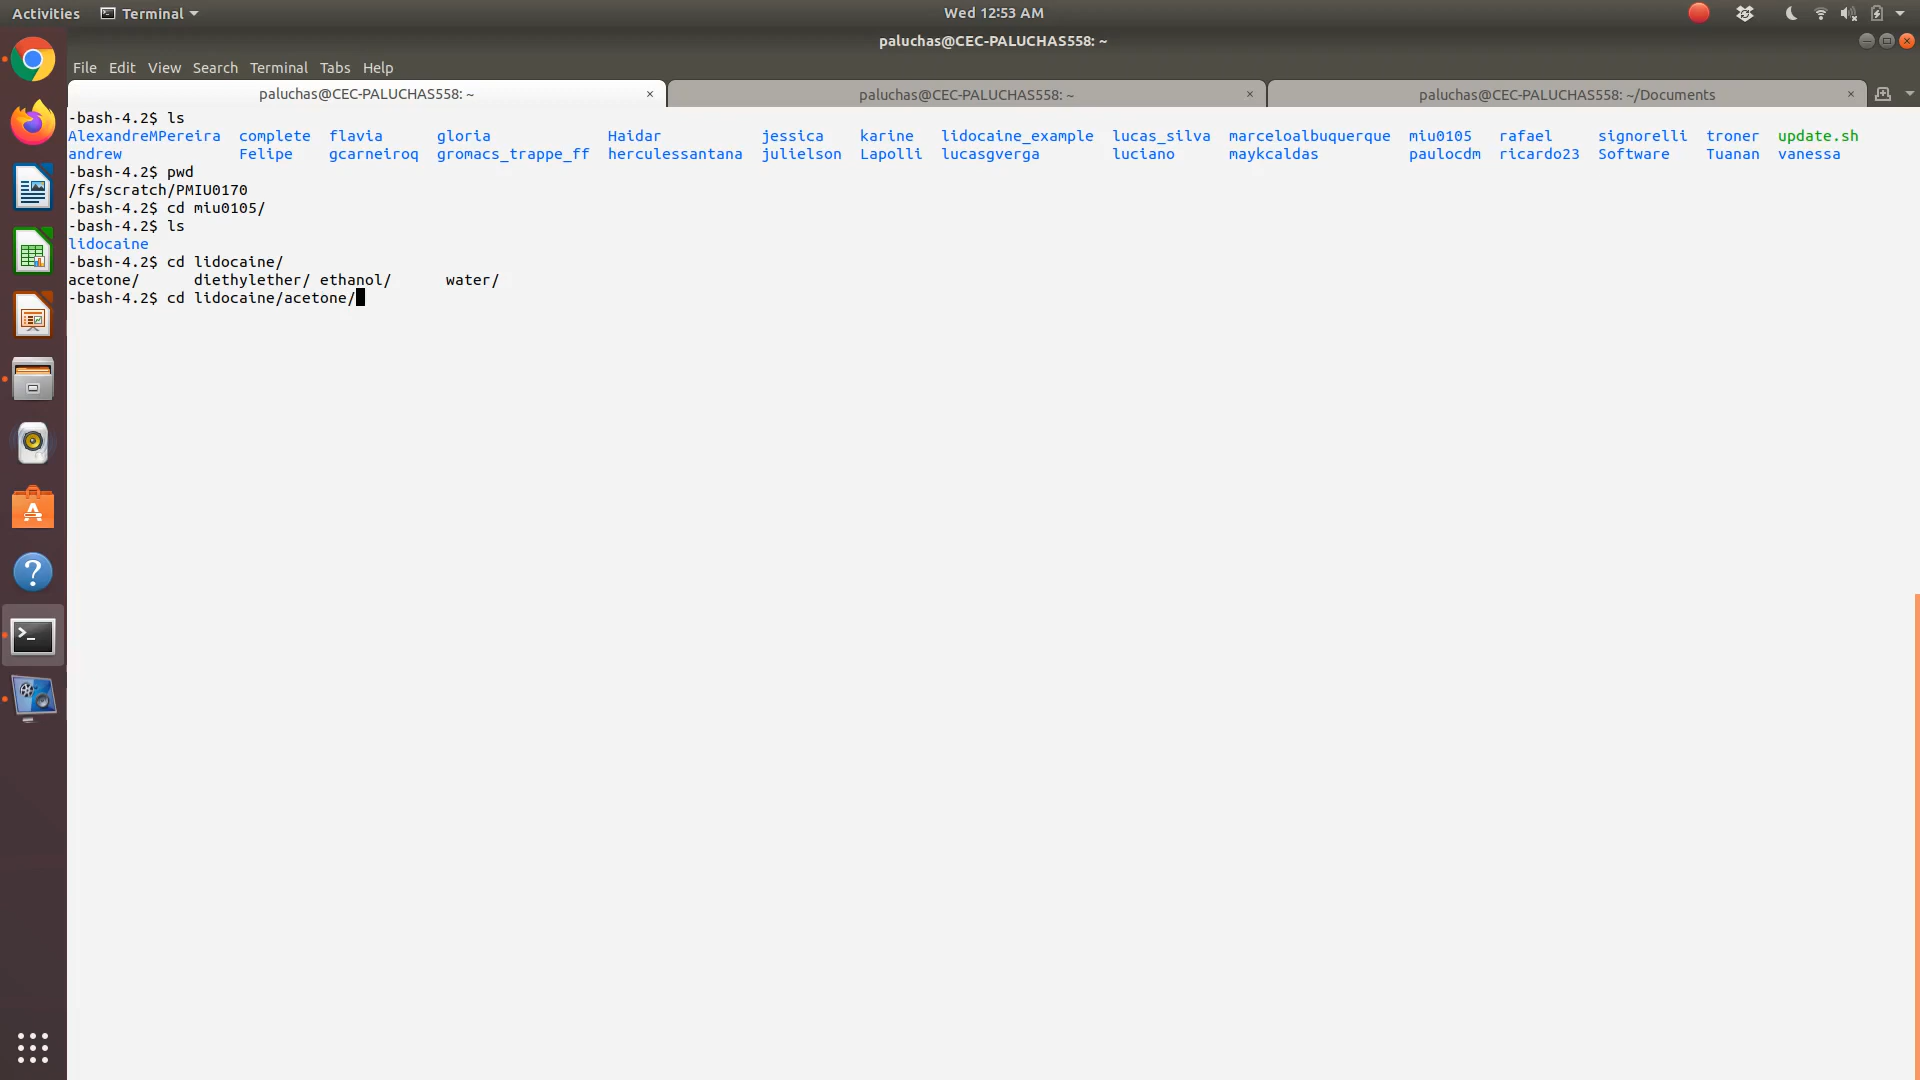 Activities Terminal Wed 12:53 AM
paluchas@CEC-PALUCHAS558: ~
File Edit View Search Terminal Tabs Help
paluchas@CEC-PALUCHAS558: ~ × paluchas@CEC-PALUCHAS558: ~ × paluchas@CEC-PALUCHAS558: ~/Documents ×
-bash-4.2$ ls
AlexandreMPereira complete flavia gloria Haidar jessica karine lidocaine_example lucas_silva marceloalbuquerque miu0105 rafael signorelli troner update.sh
andrew Felipe gcarneiroq gromacs_trappe_ff herculessantana julielson Lapolli lucasgverga luciano maykcaldas paulocdm ricardo23 Software Tuanan vanessa
-bash-4.2$ pwd
/fs/scratch/PMIU0170
-bash-4.2$ cd miu0105/
-bash-4.2$ ls
lidocaine
-bash-4.2$ cd lidocaine/
acetone/ diethylether/ ethanol/ water/
-bash-4.2$ cd lidocaine/acetone/